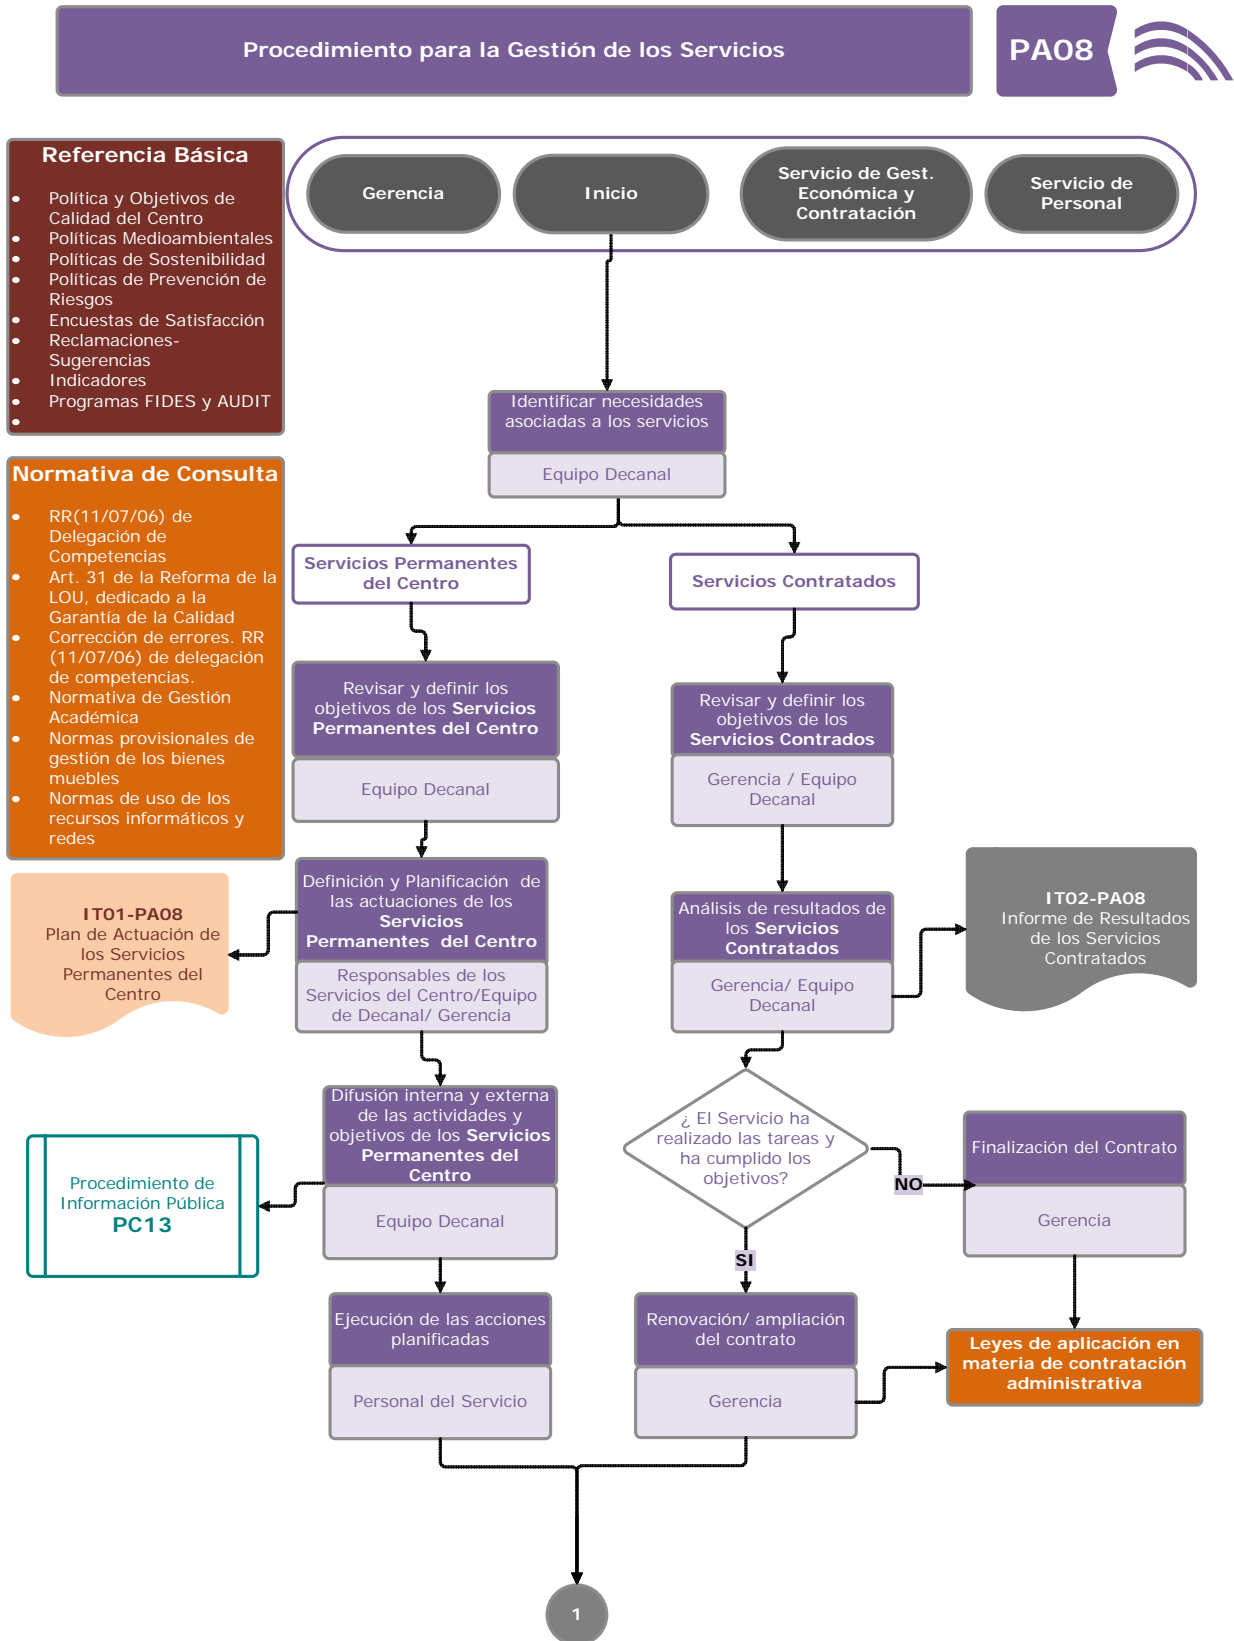 Procedimiento para la Gestión de los Servicios
PA08
Referencia Básica
• Política y Objetivos de
Calidad del Centro
• Políticas Medioambientales
• Políticas de Sostenibilidad
• Políticas de Prevención de
Riesgos
• Encuestas de Satisfacción
• Reclamaciones-
Sugerencias
• Indicadores
• Programas FIDES y AUDIT
•
Gerencia
Inicio
Servicio de Gest.
Económica y
Contratación
Servicio de
Personal
Identificar necesidades
asociadas a los servicios
Equipo Decanal
Normativa de Consulta
• RR(11/07/06) de
Delegación de
Competencias
• Art. 31 de la Reforma de la
LOU, dedicado a la
Garantía de la Calidad
• Corrección de errores. RR
(11/07/06) de delegación
de competencias.
• Normativa de Gestión
Académica
• Normas provisionales de
gestión de los bienes
muebles
• Normas de uso de los
recursos informáticos y
redes
Servicios Permanentes
del Centro
Servicios Contratados
Revisar y definir los
objetivos de los Servicios
Permanentes del Centro
Equipo Decanal
Revisar y definir los
objetivos de los
Servicios Contrados
Gerencia / Equipo
Decanal
Definición y Planificación de
las actuaciones de los
Servicios
Permanentes del Centro
Responsables de los
Servicios del Centro/Equipo
de Decanal/ Gerencia
IT01-PA08
Plan de Actuación de
los Servicios
Permanentes del
Centro
Análisis de resultados de
los Servicios
Contratados
Gerencia/ Equipo
Decanal
IT02-PA08
Informe de Resultados
de los Servicios
Contratados
Difusión interna y externa
de las actividades y
objetivos de los Servicios
Permanentes del
Centro
Equipo Decanal
Procedimiento de
Información Pública
PC13
¿ El Servicio ha
realizado las tareas y
ha cumplido los
objetivos?
NO
SI
Finalización del Contrato
Gerencia
Ejecución de las acciones
planificadas
Personal del Servicio
Renovación/ ampliación
del contrato
Gerencia
Leyes de aplicación en
materia de contratación
administrativa
1